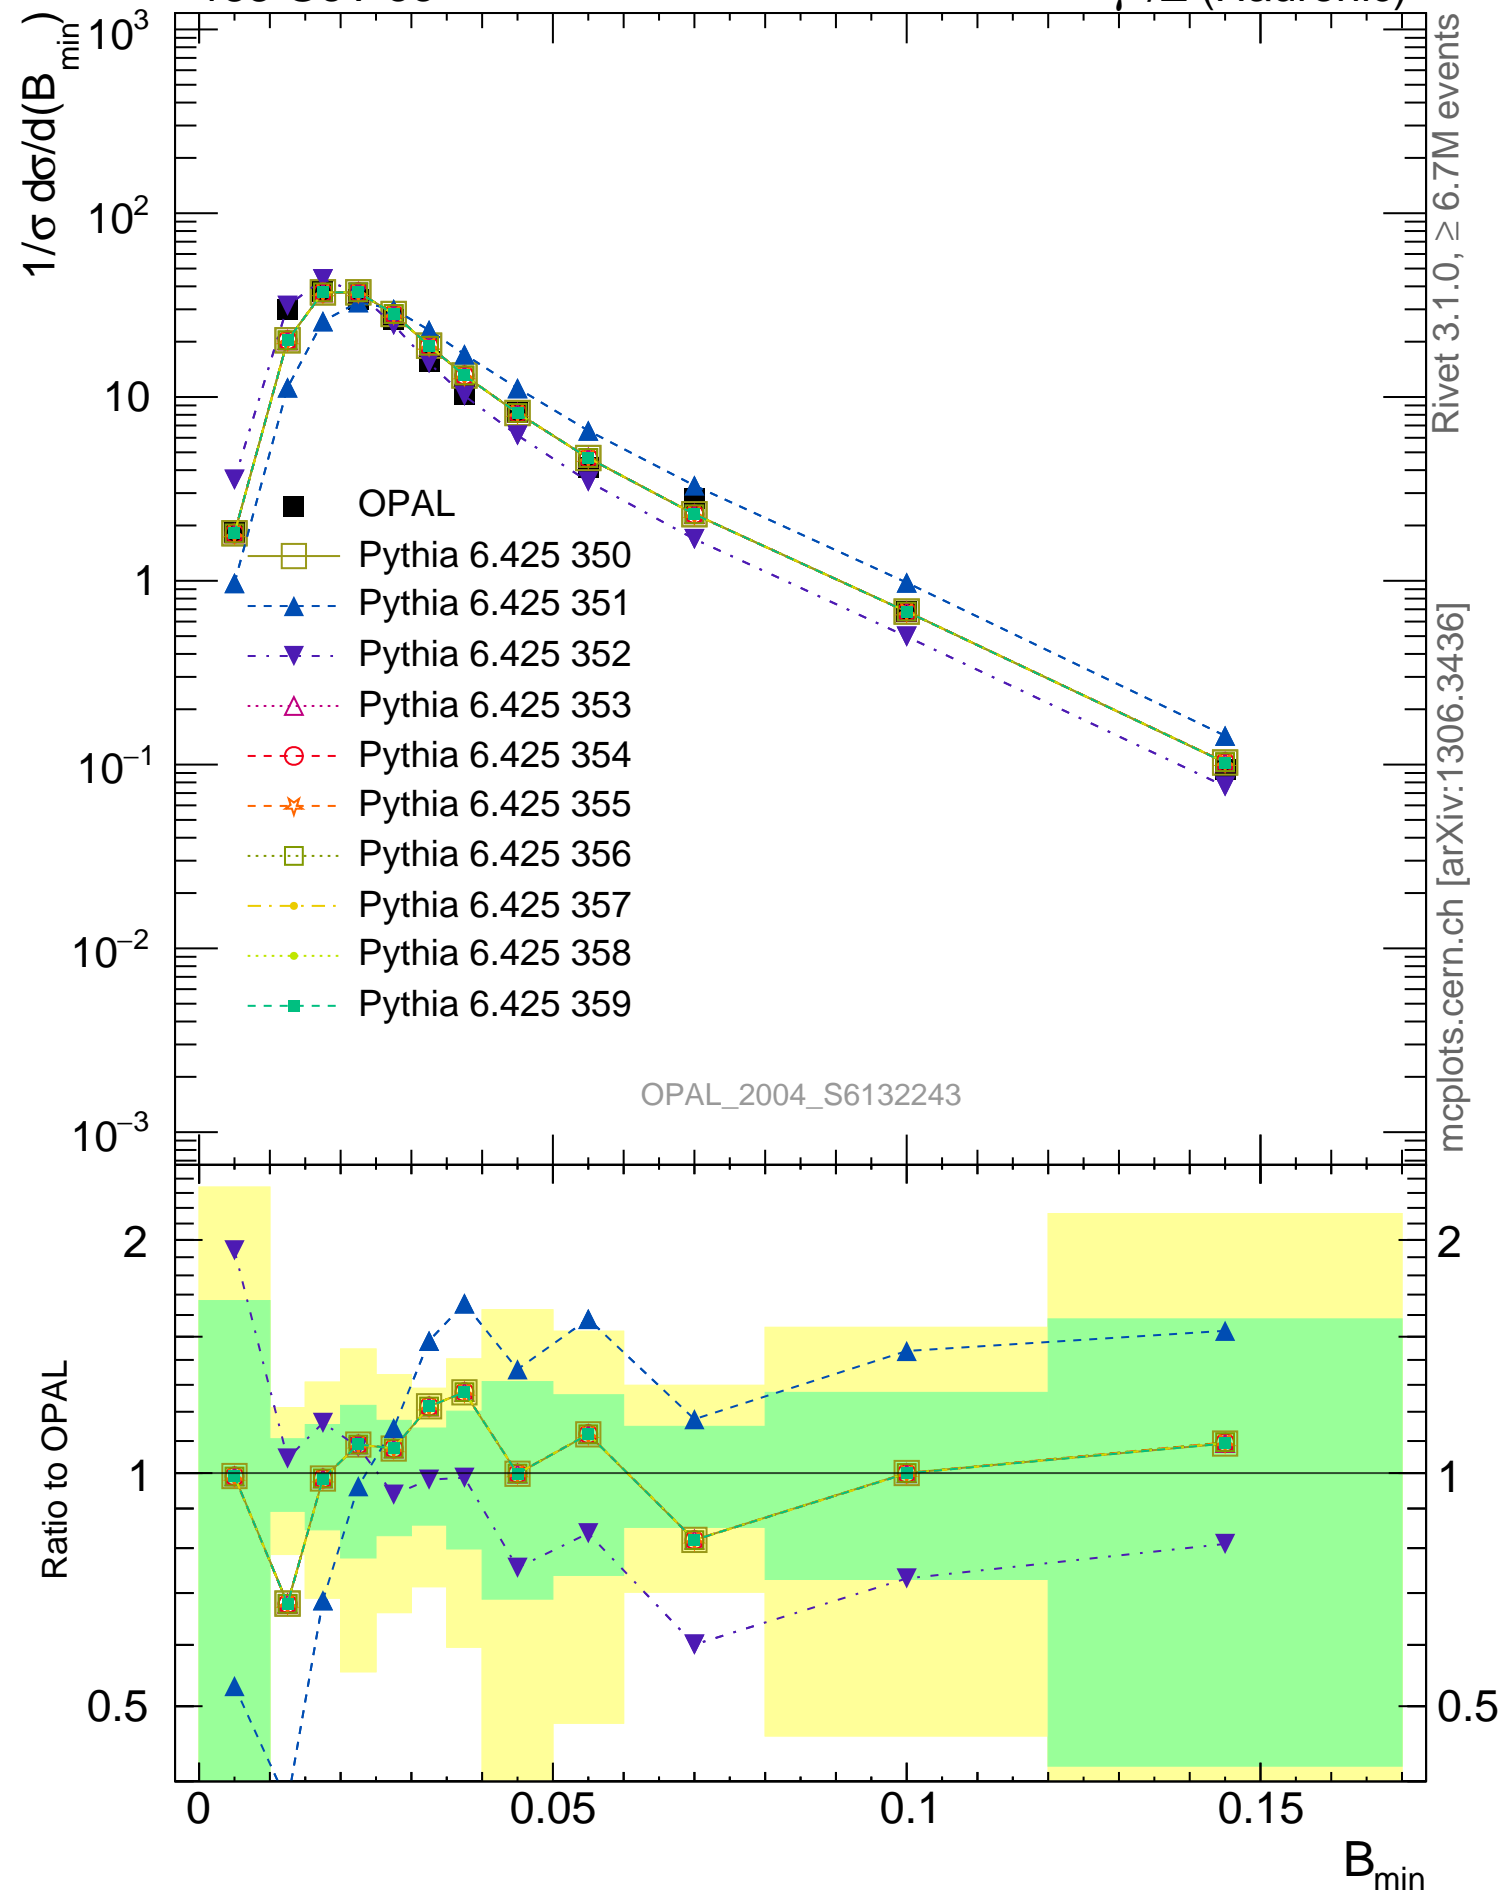 1/σ dσ/d(B_min)
10³
10²
10
1
10⁻¹
10⁻²
10⁻³
OPAL
Pythia 6.425 350
Pythia 6.425 351
Pythia 6.425 352
Pythia 6.425 353
Pythia 6.425 354
Pythia 6.425 355
Pythia 6.425 356
Pythia 6.425 357
Pythia 6.425 358
Pythia 6.425 359
OPAL_2004_S6132243
Rivet 3.1.0, ≥ 6.7M events
mcplots.cern.ch [arXiv:1306.3436]
Ratio to OPAL
2
1
0.5
2
1
0.5
0
0.05
0.1
0.15
B_min